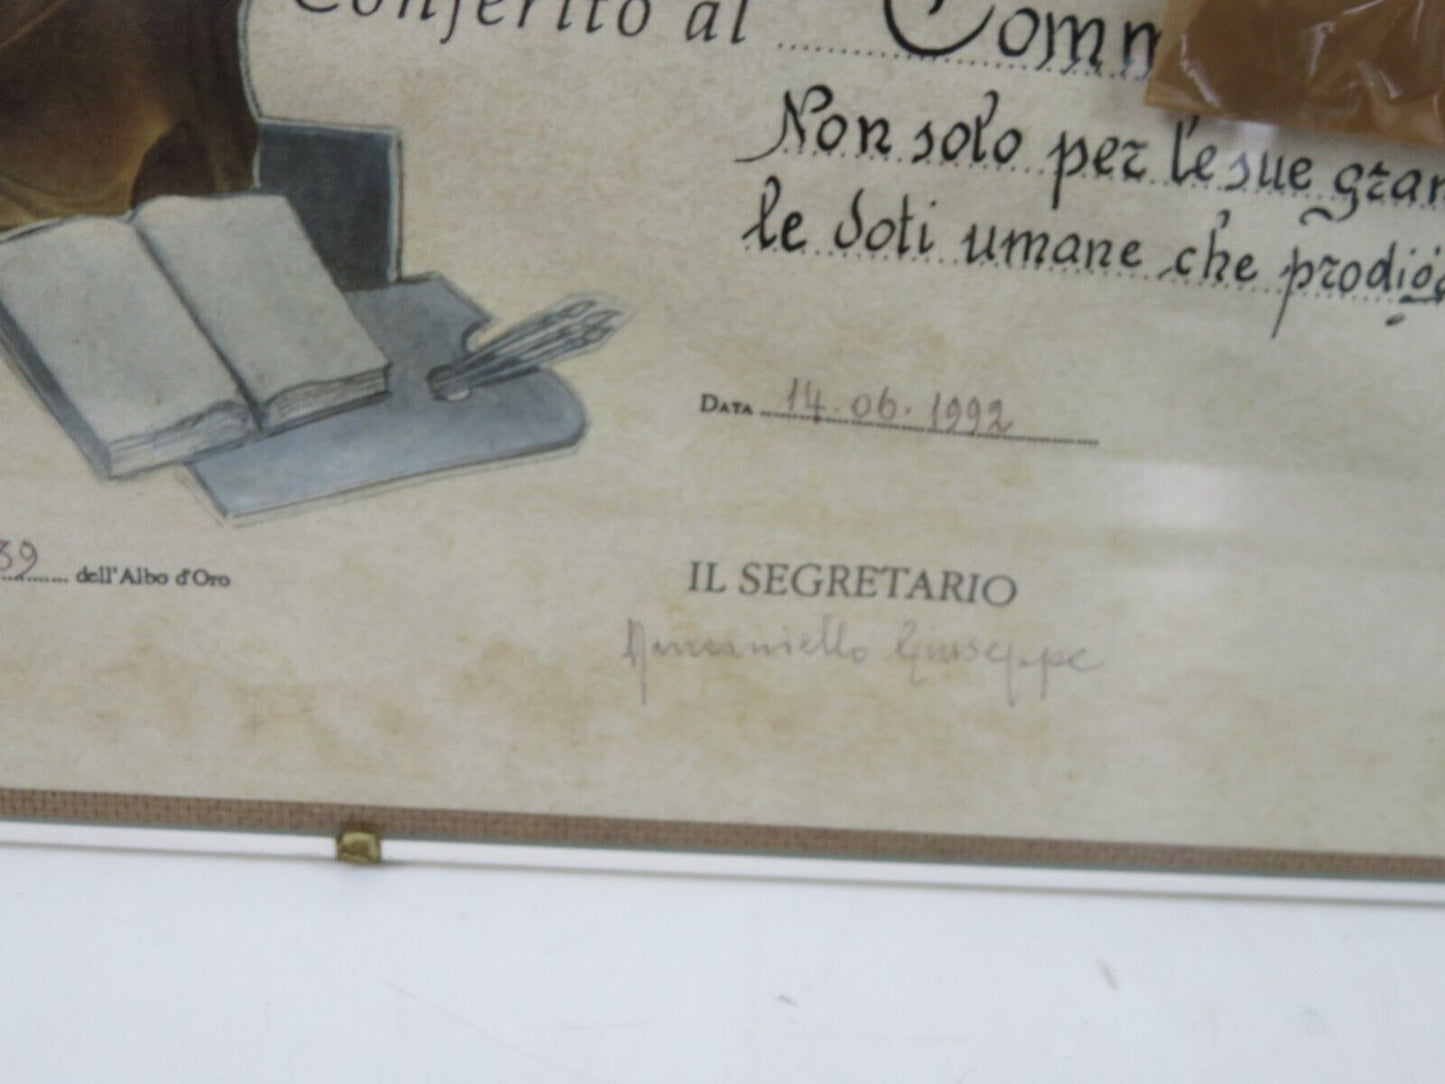 Conferito al Comm
Non solo per le sue gran
le doti umane che prodig
Data 14.06.1992
39 dell'Albo d'Oro
IL SEGRETARIO
Giuseppe